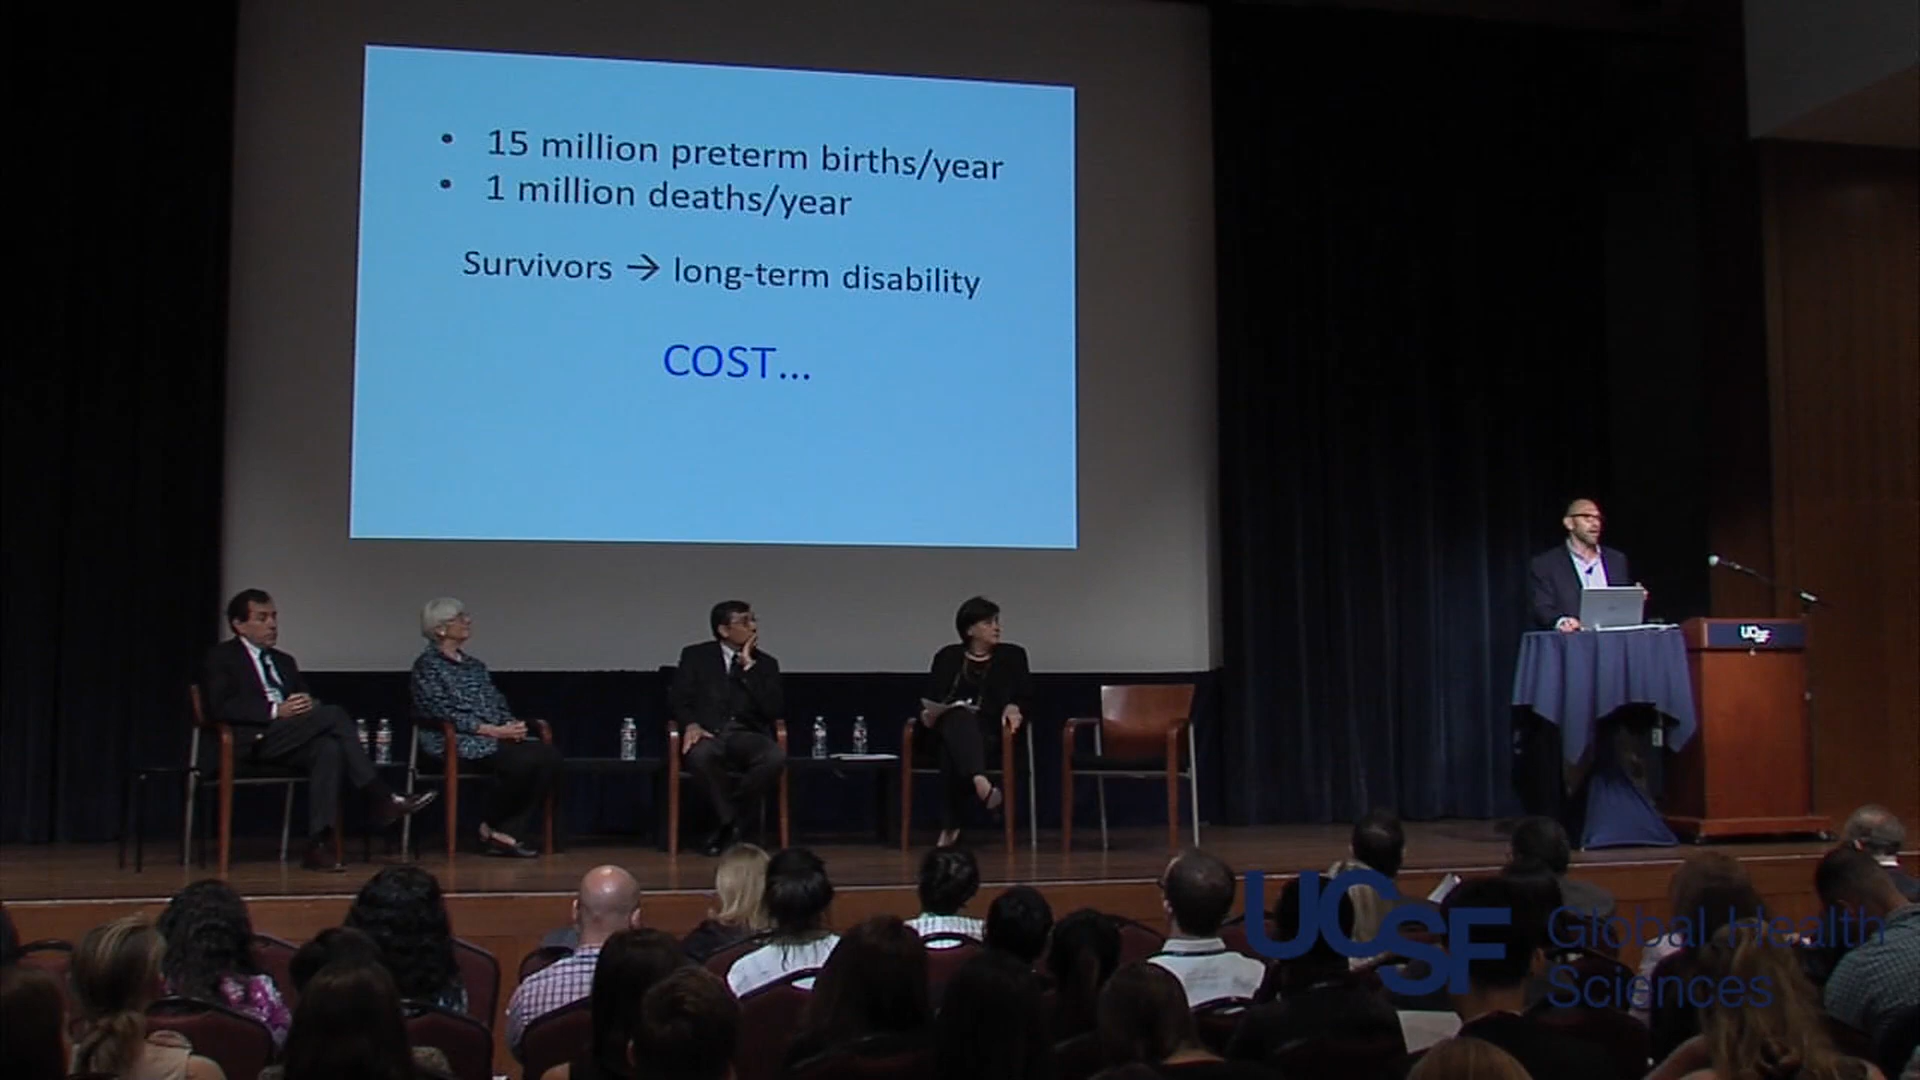 • 15 million preterm births/year
• 1 million deaths/year
Survivors → long-term disability
COST...
UCSF
UCSF Global Health
Sciences